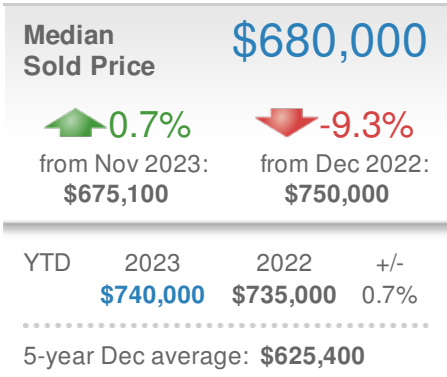 Median
Sold Price
$680,000
0.7%
-9.3%
from Nov 2023:
$675,100
from Dec 2022:
$750,000
YTD 2023 2022 +/-
$740,000 $735,000 0.7%
5-year Dec average: $625,400